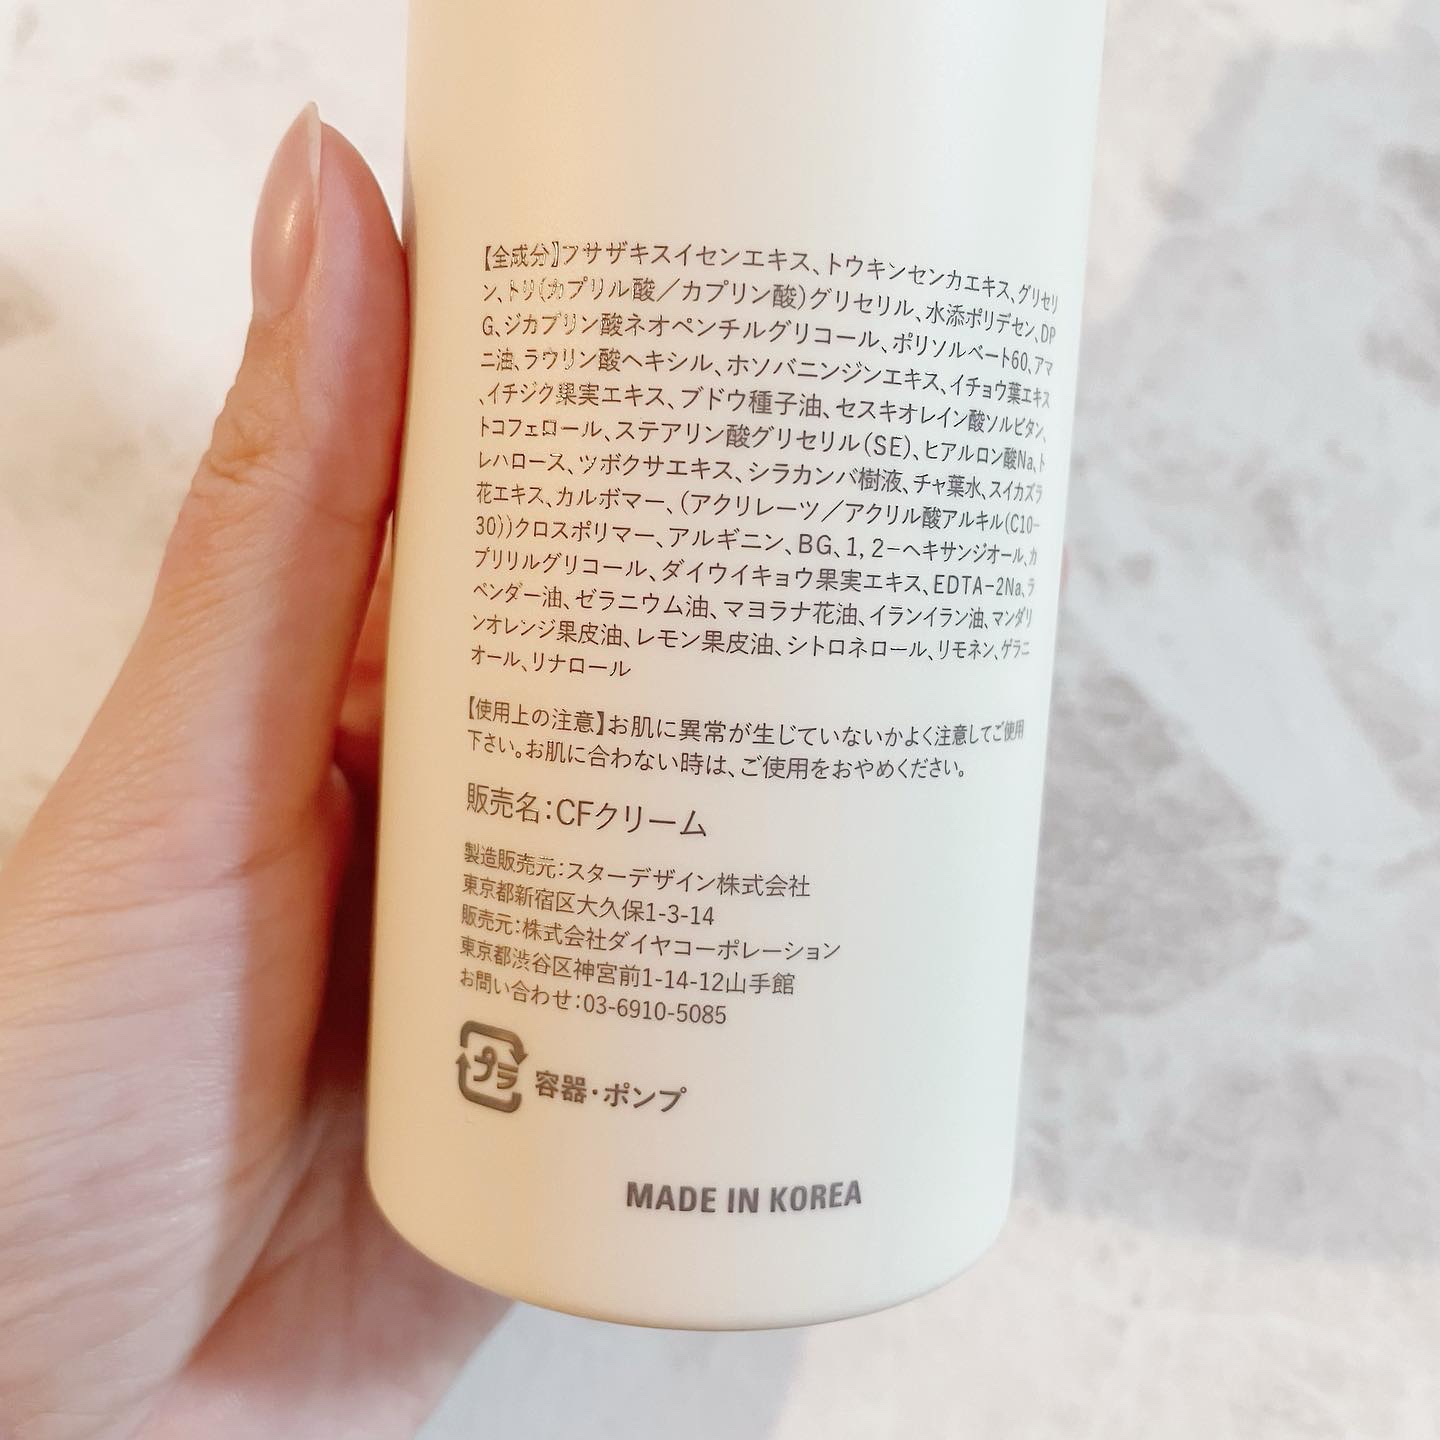 【全成分】フサザキスイセンエキス、トウキンセンカエキス、グリセリ
ン、トリ(カプリル酸／カプリン酸)グリセリル、水添ポリデセン、DP
G、ジカプリン酸ネオペンチルグリコール、ポリソルベート60、アマ
ニ油、ラウリン酸ヘキシル、ホソバニンジンエキス、イチョウ葉エキス
、イチジク果実エキス、ブドウ種子油、セスキオレイン酸ソルビタン、
トコフェロール、ステアリン酸グリセリル(SE)、ヒアルロン酸Na、ト
レハロース、ツボクサエキス、シラカンバ樹液、チャ葉水、スイカズラ
花エキス、カルボマー、(アクリレーツ／アクリル酸アルキル(C10-
30))クロスポリマー、アルギニン、BG、1, 2-ヘキサンジオール、カ
プリリルグリコール、ダイウイキョウ果実エキス、EDTA-2Na、ラ
ベンダー油、ゼラニウム油、マヨラナ花油、イランイラン油、マンダリ
ンオレンジ果皮油、レモン果皮油、シトロネロール、リモネン、ゲラニ
オール、リナロール
【使用上の注意】お肌に異常が生じていないかよく注意してご使用
下さい。お肌に合わない時は、ご使用をおやめください。
販売名：CFクリーム
製造販売元：スターデザイン株式会社
東京都新宿区大久保1-3-14
販売元：株式会社ダイヤコーポレーション
東京都渋谷区神宮前1-14-12山手館
お問い合わせ：03-6910-5085
プラ 容器・ポンプ
MADE IN KOREA